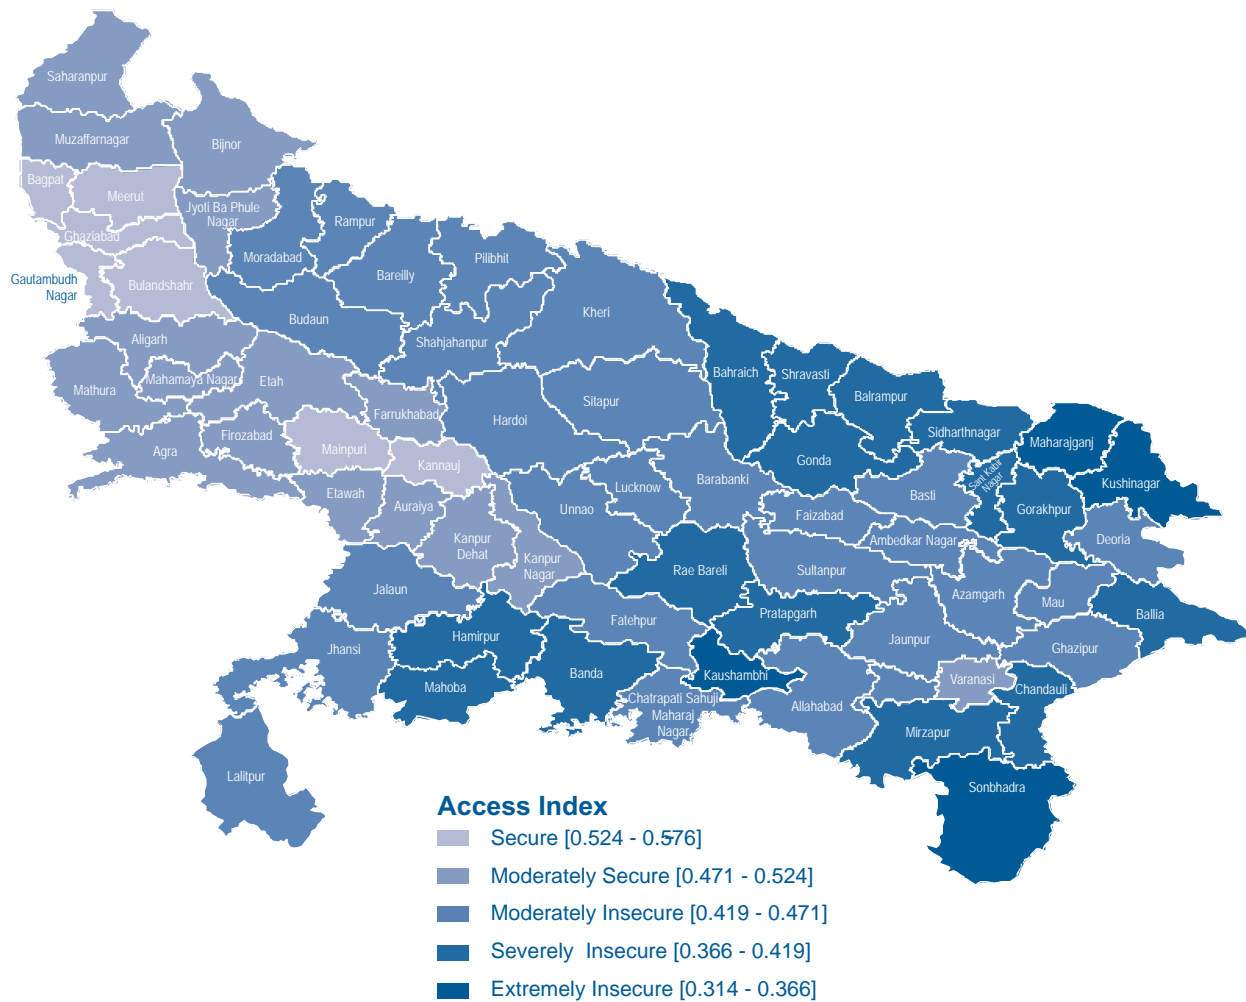 Saharanpur
Muzaffarnagar
Bijnor
Bagpat
Meerut
Jyoti Ba Phule
Nagar
Rampur
Ghaziabad
Moradabad
Bareilly
Pilibhit
Gautambudh
Nagar
Bulandshahr
Budaun
Kheri
Aligarh
Shahjahanpur
Mathura
Mahamaya Nagar
Etah
Bahraich
Shravasti
Balrampur
Farrukhabad
Hardoi
Sitapur
Agra
Firozabad
Mainpuri
Sidharthnagar
Maharajganj
Kannauj
Gonda
Sant Kabir
Nagar
Kushinagar
Etawah
Auraiya
Unnao
Lucknow
Barabanki
Basti
Gorakhpur
Faizabad
Kanpur
Dehat
Ambedkar Nagar
Deoria
Kanpur
Nagar
Rae Bareli
Sultanpur
Jalaun
Azamgarh
Mau
Ballia
Fatehpur
Pratapgarh
Hamirpur
Jaunpur
Ghazipur
Jhansi
Mahoba
Banda
Kaushambhi
Varanasi
Chandauli
Chatrapati Sahuji
Maharaj
Nagar
Allahabad
Mirzapur
Lalitpur
Sonbhadra
Access Index
Secure [0.524 - 0.576]
Moderately Secure [0.471 - 0.524]
Moderately Insecure [0.419 - 0.471]
Severely Insecure [0.366 - 0.419]
Extremely Insecure [0.314 - 0.366]